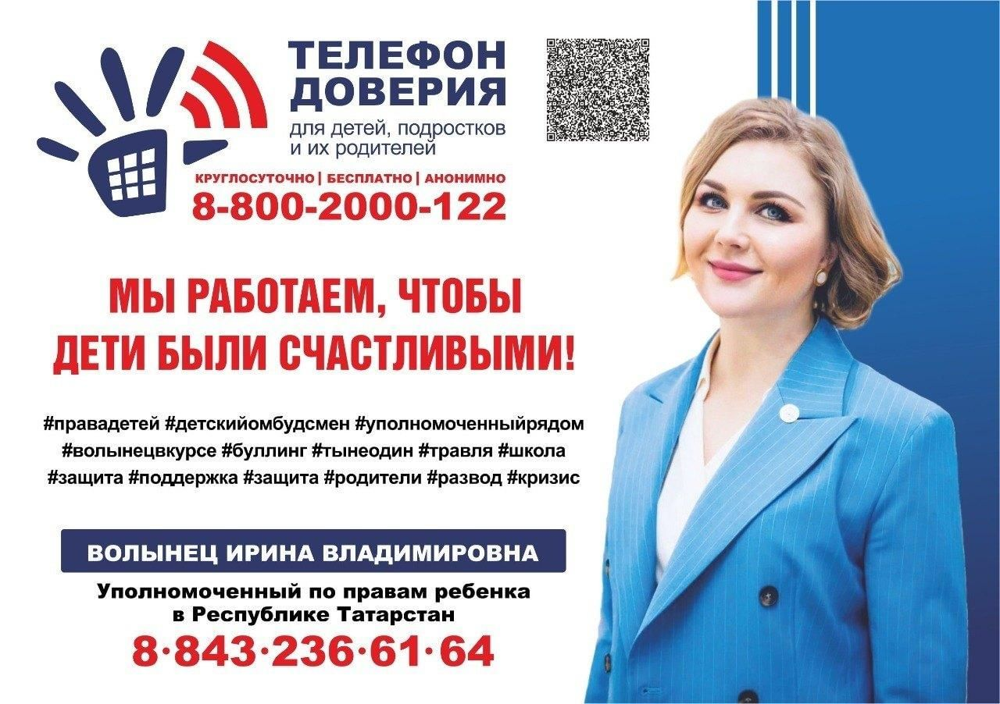 ТЕЛЕФОН
ДОВЕРИЯ
для детей, подростков
и их родителей
КРУГЛОСУТОЧНО | БЕСПЛАТНО | АНОНИМНО
8-800-2000-122
МЫ РАБОТАЕМ, ЧТОБЫ
ДЕТИ БЫЛИ СЧАСТЛИВЫМИ!
#правадетей #детскийомбудсмен #уполномоченныйрядом
#волынецвкурсе #буллинг #тынеодин #травля #школа
#защита #поддержка #защита #родители #развод #кризис
ВОЛЫНЕЦ ИРИНА ВЛАДИМИРОВНА
Уполномоченный по правам ребенка
в Республике Татарстан
8·843·236·61·64